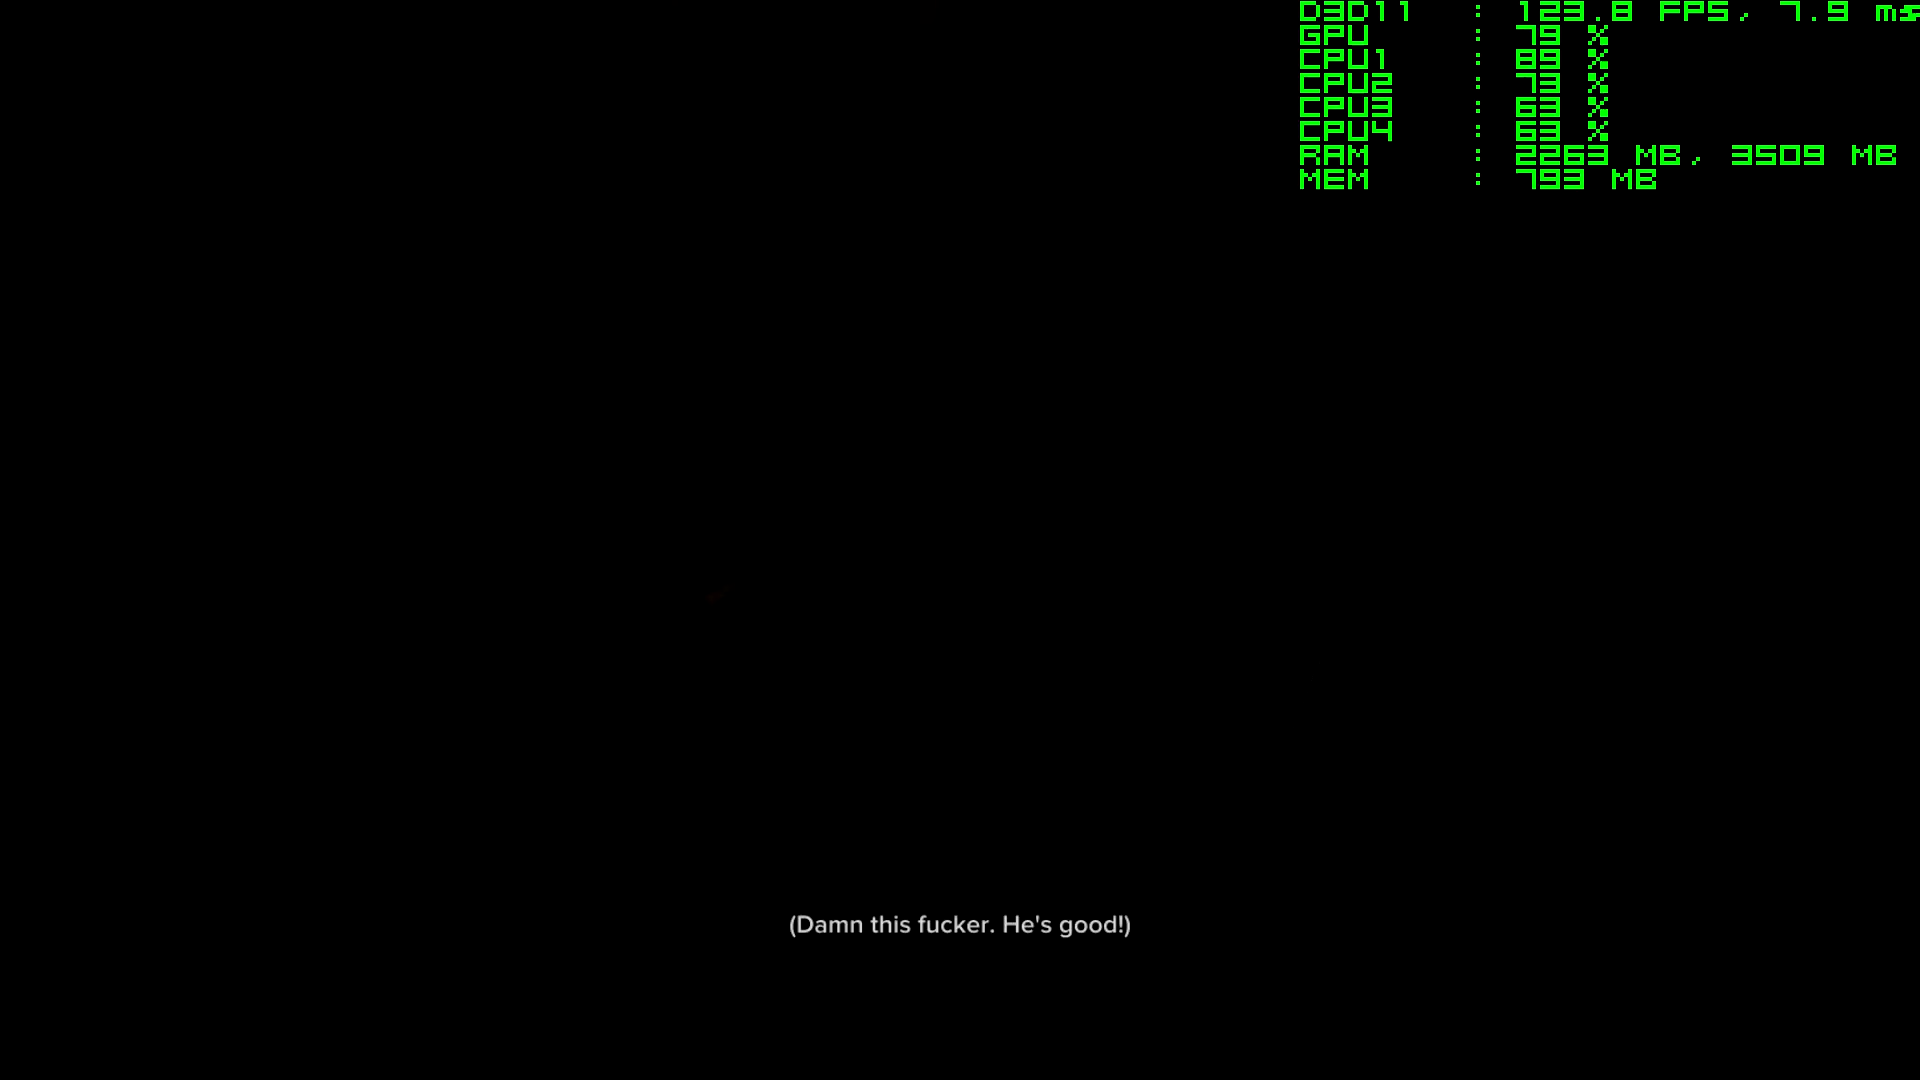 D3D11 : 123.8 FPS, 7.9 ms
GPU : 79 %
CPU1 : 89 %
CPU2 : 73 %
CPU3 : 63 %
CPU4 : 63 %
RAM : 2263 MB, 3509 MB
MEM : 793 MB
(Damn this fucker. He's good!)